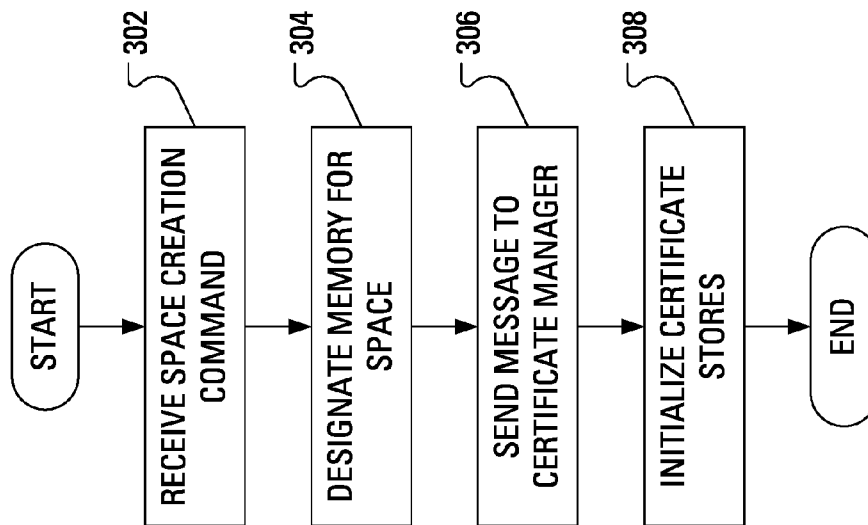 START
302
RECEIVE SPACE CREATION
COMMAND
304
DESIGNATE MEMORY FOR
SPACE
306
SEND MESSAGE TO
CERTIFICATE MANAGER
308
INITIALIZE CERTIFICATE
STORES
END